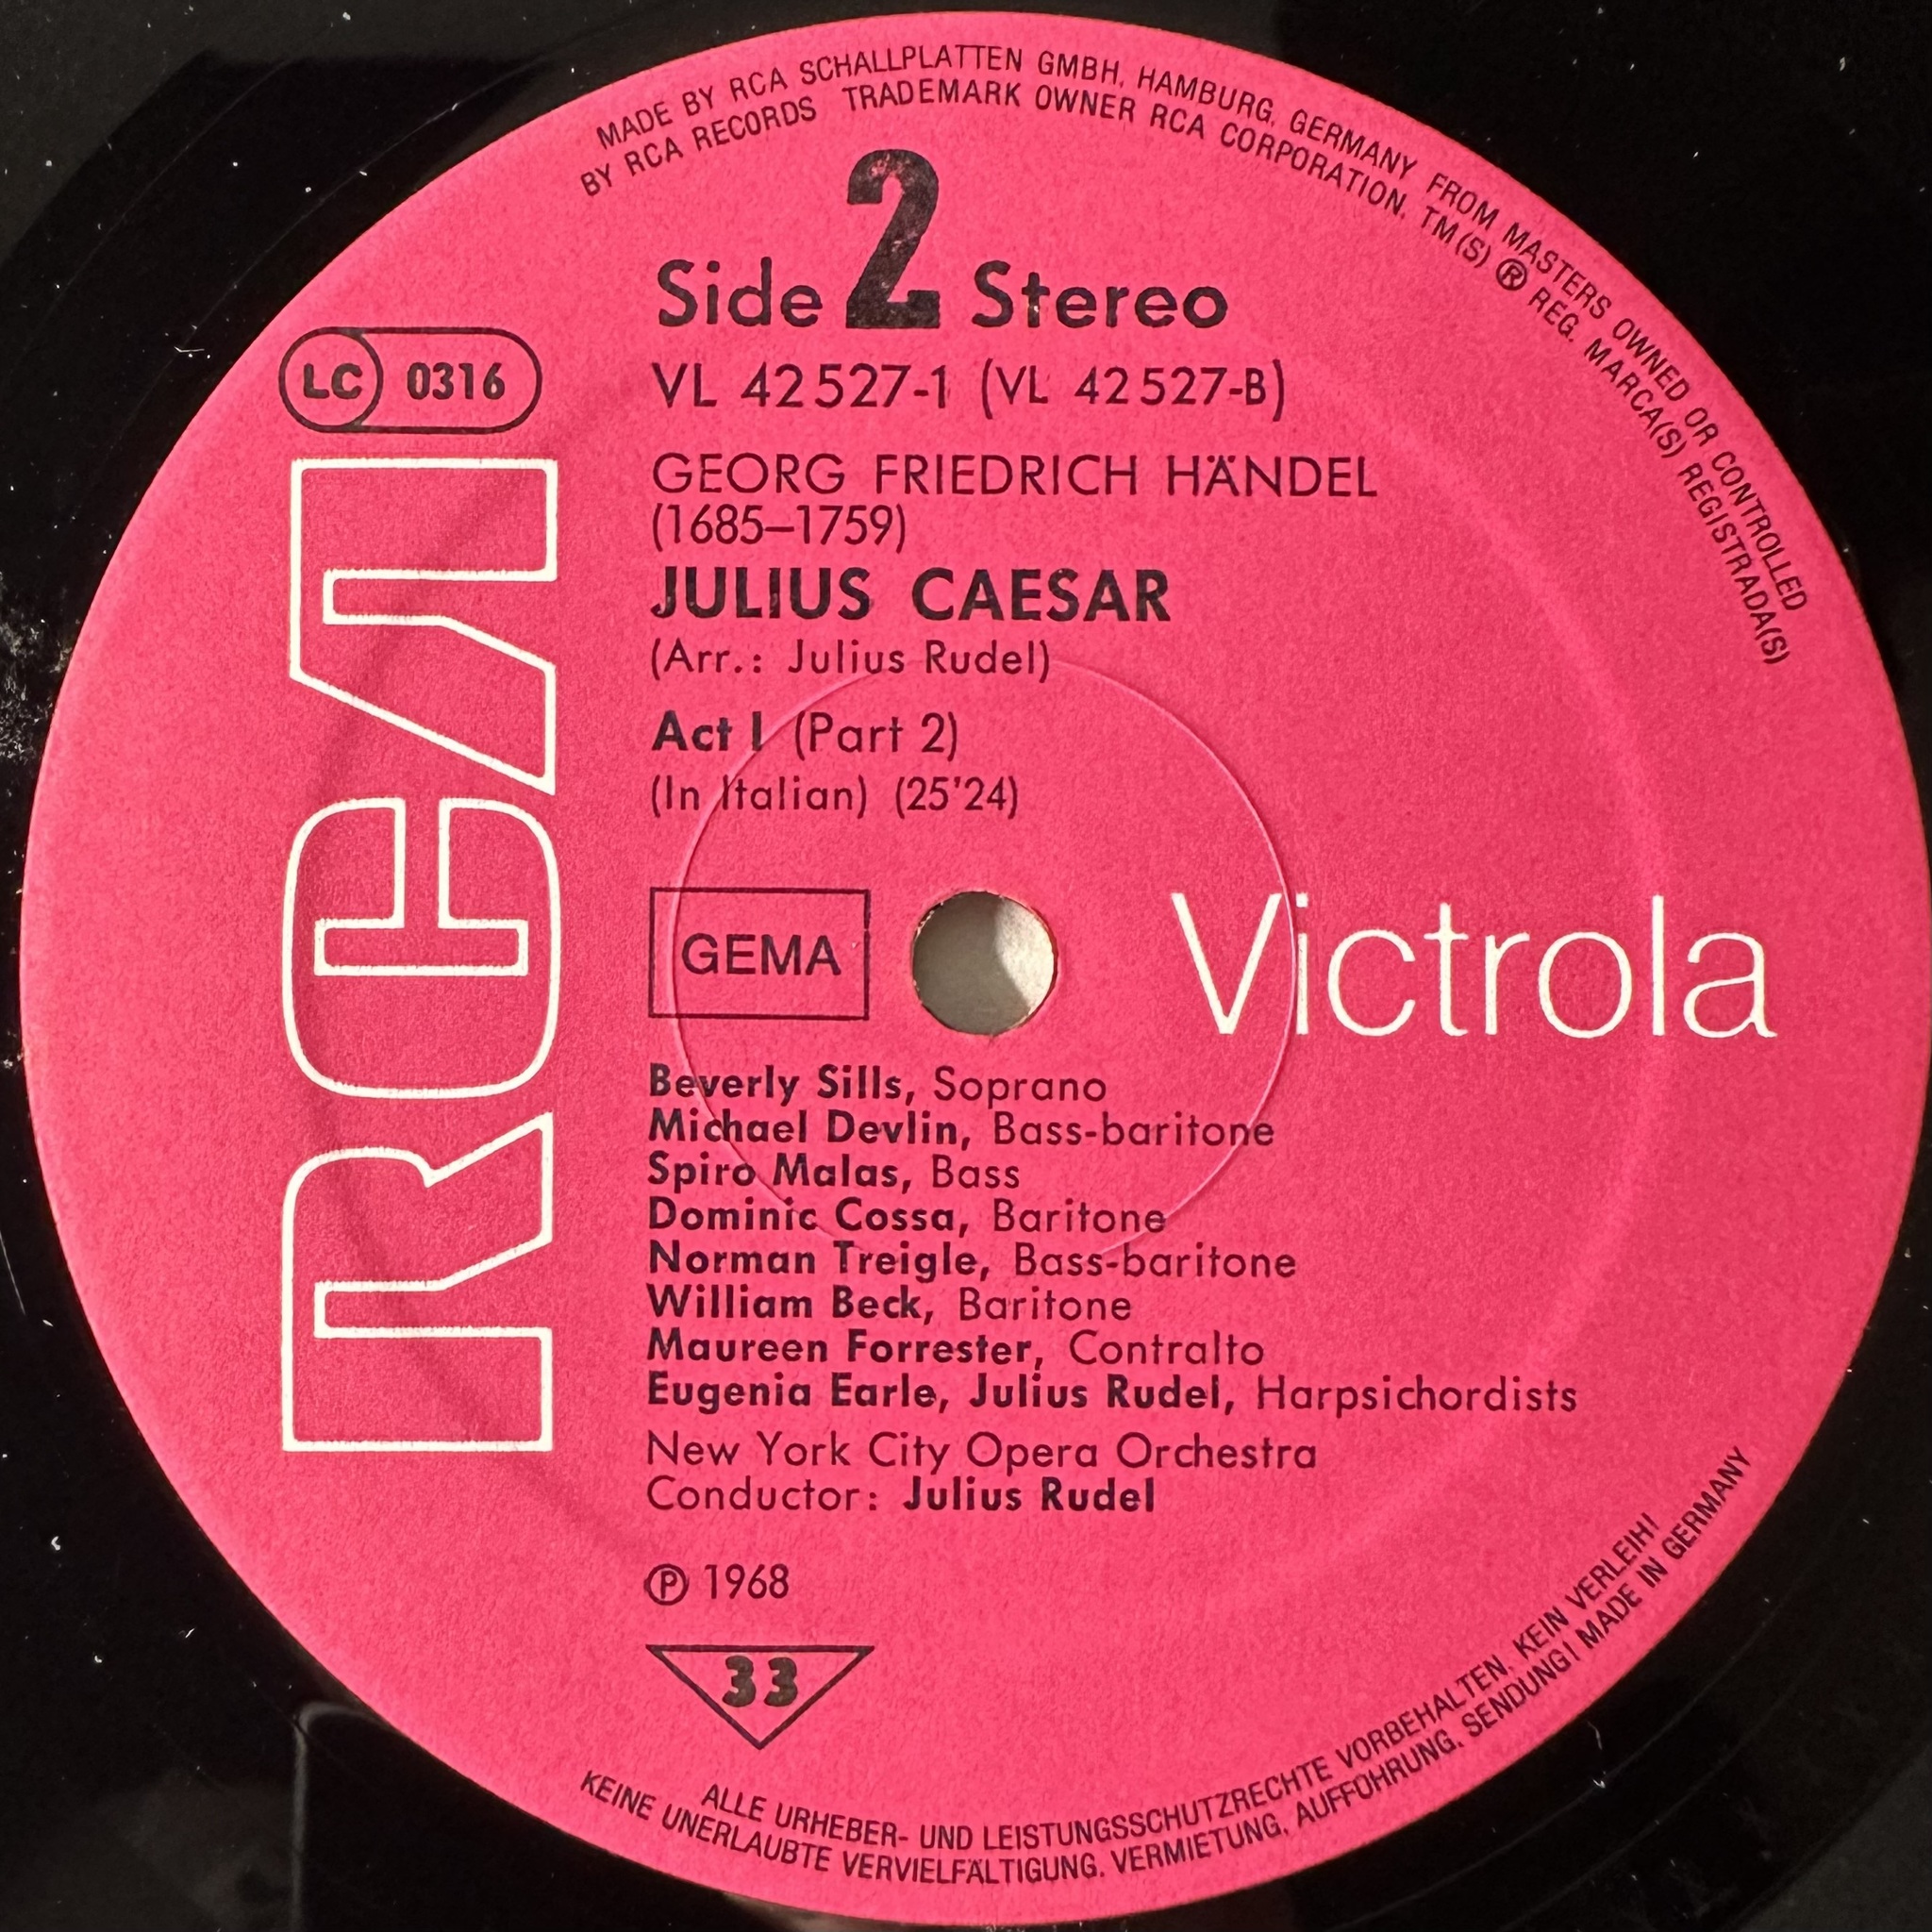 MADE BY RCA SCHALLPLATTEN GMBH, HAMBURG, GERMANY FROM MASTERS OWNED OR CONTROLLED
BY RCA RECORDS TRADEMARK OWNER RCA CORPORATION. TM(S) ® REG. MARCA(S) REGISTRADA(S)
Side 2 Stereo
LC 0316
VL 42527-1 (VL 42527-B)
GEORG FRIEDRICH HÄNDEL
(1685–1759)
JULIUS CAESAR
(Arr.: Julius Rudel)
Act I (Part 2)
(In Italian) (25'24)
RCA
GEMA
Victrola
Beverly Sills, Soprano
Michael Devlin, Bass-baritone
Spiro Malas, Bass
Dominic Cossa, Baritone
Norman Treigle, Bass-baritone
William Beck, Baritone
Maureen Forrester, Contralto
Eugenia Earle, Julius Rudel, Harpsichordists
New York City Opera Orchestra
Conductor: Julius Rudel
℗ 1968
33
ALLE URHEBER- UND LEISTUNGSSCHUTZRECHTE VORBEHALTEN. KEIN VERLEIH!
KEINE UNERLAUBTE VERVIELFÄLTIGUNG, VERMIETUNG, AUFFÜHRUNG, SENDUNG! MADE IN GERMANY